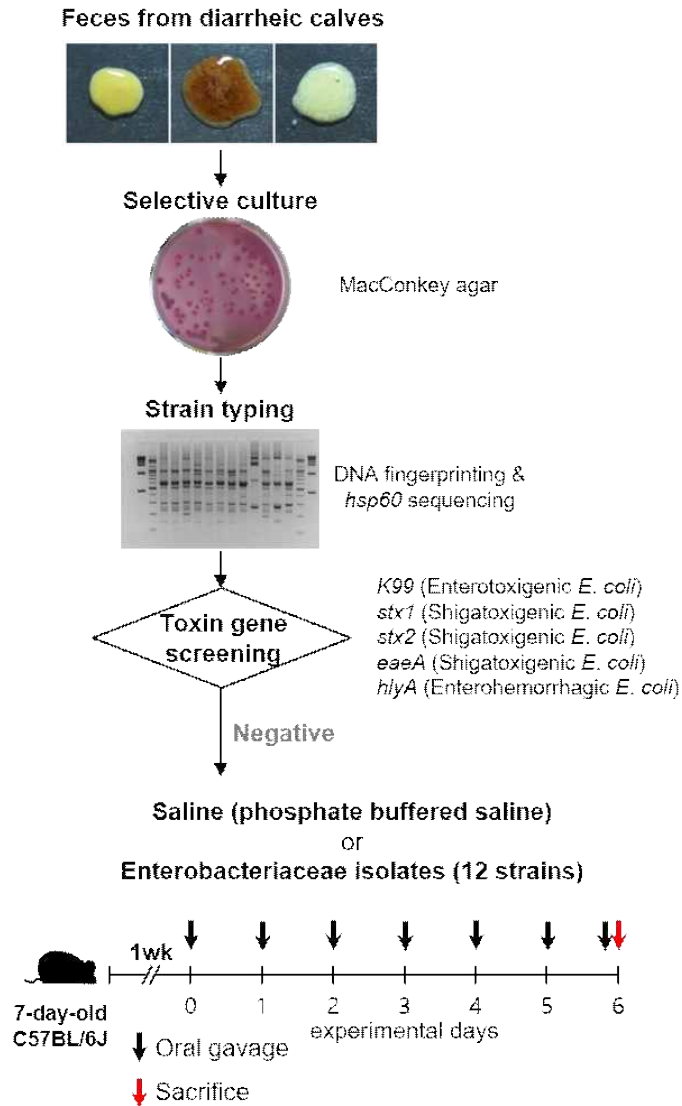 Feces from diarrheic calves
Selective culture
MacConkey agar
Strain typing
DNA fingerprinting &
hsp60 sequencing
Toxin gene
screening
K99 (Enterotoxigenic E. coli)
stx1 (Shigatoxigenic E. coli)
stx2 (Shigatoxigenic E. coli)
eaeA (Shigatoxigenic E. coli)
hlyA (Enterohemorrhagic E. coli)
Negative
Saline (phosphate buffered saline)
or
Enterobacteriaceae isolates (12 strains)
1wk
7-day-old
C57BL/6J
0 1 2 3 4 5 6
experimental days
Oral gavage
Sacrifice